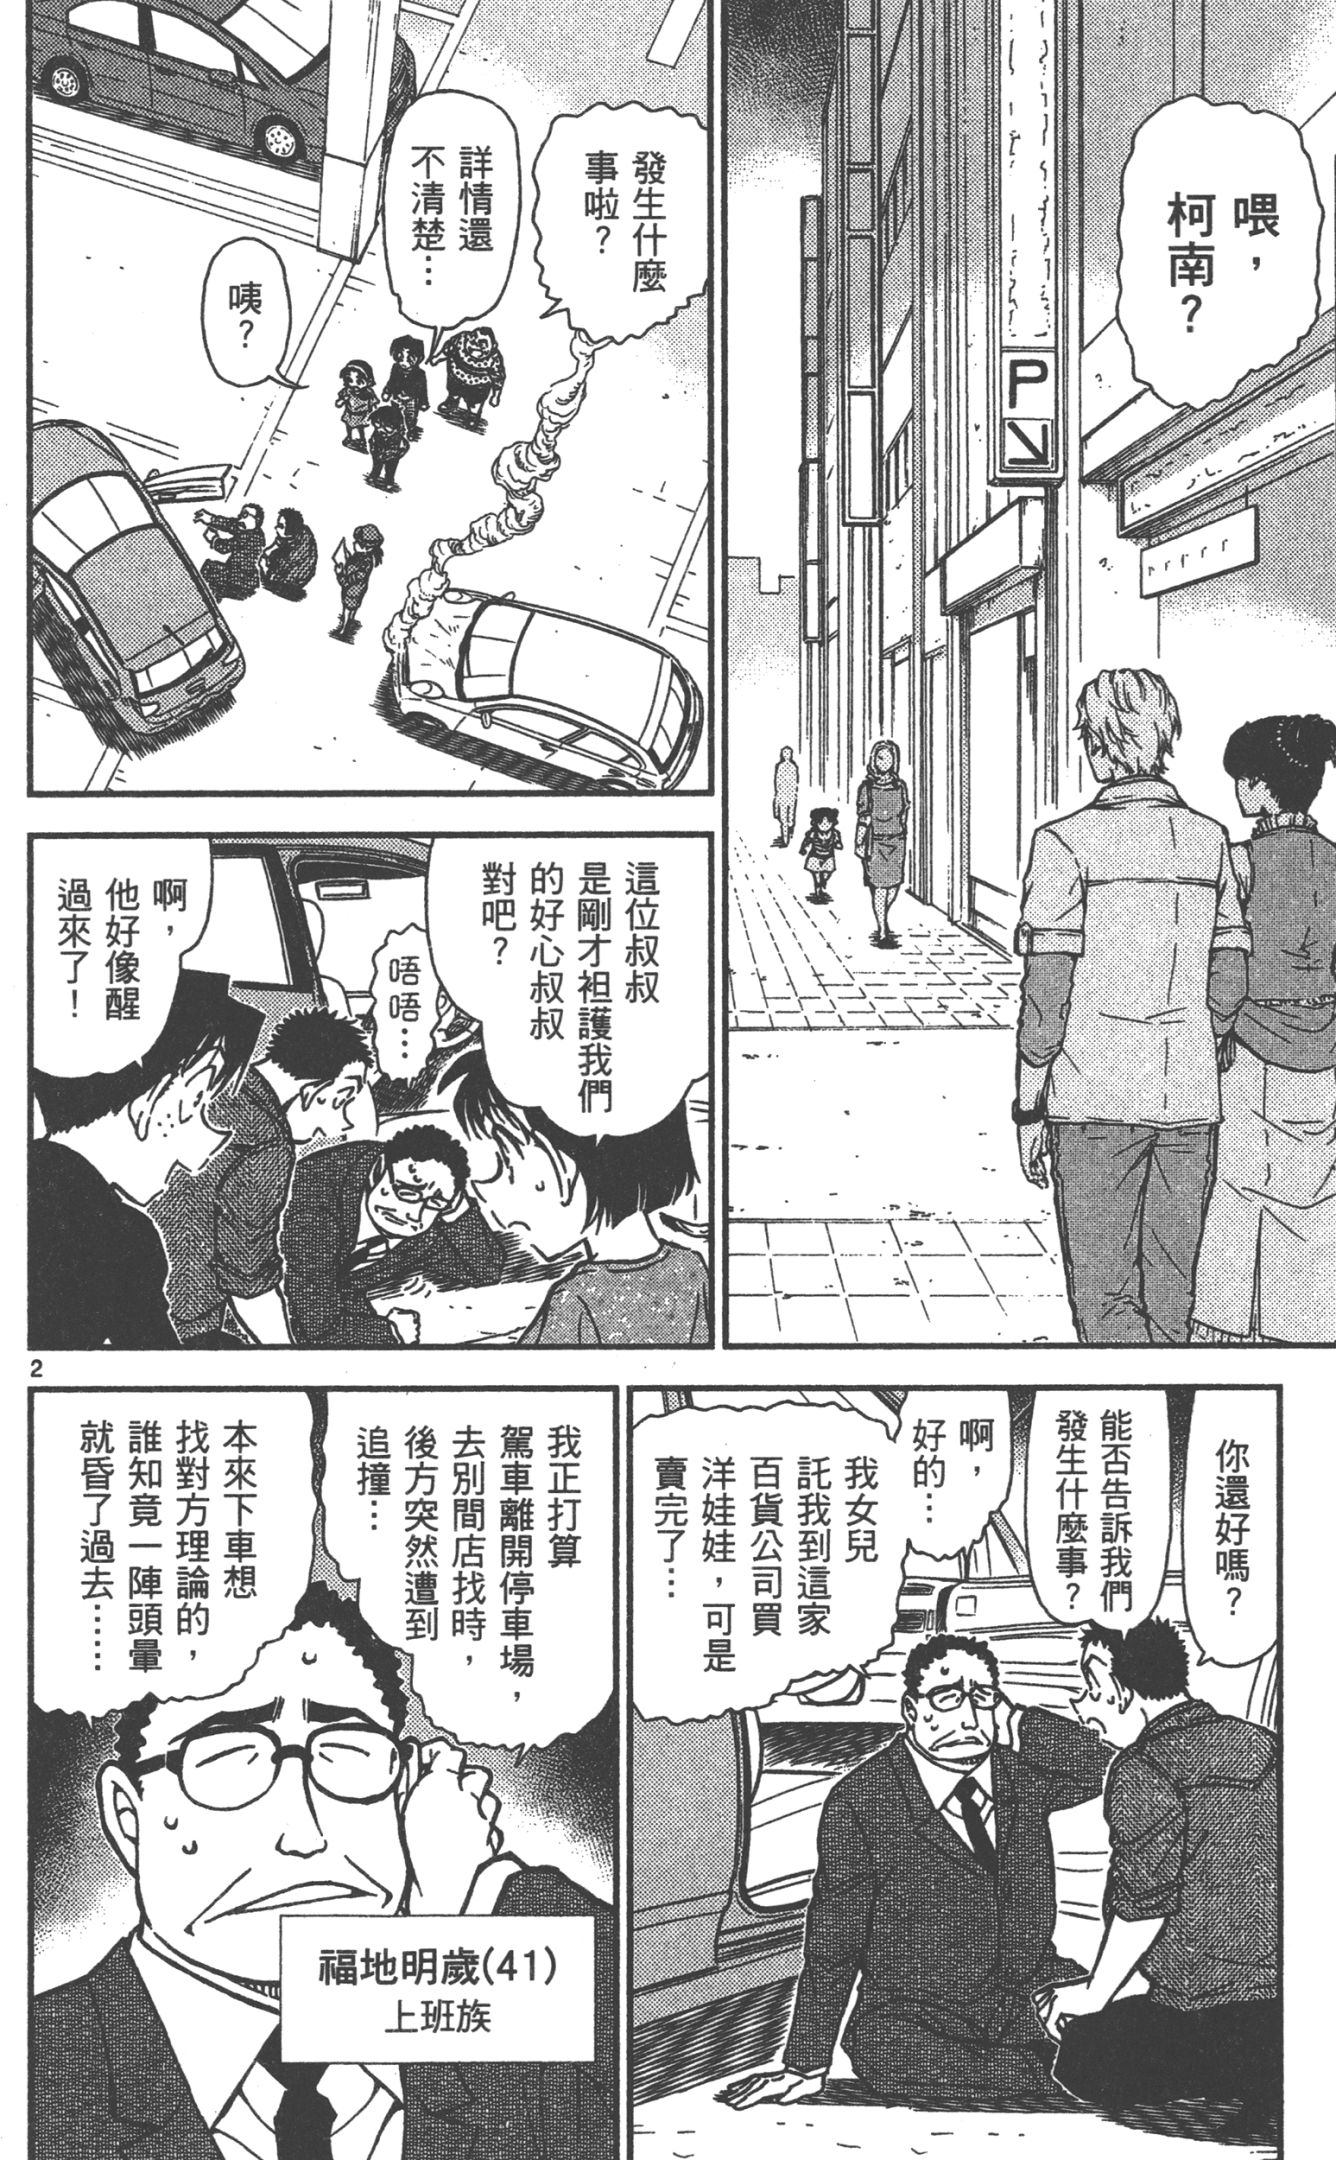 喂，
柯南？
P
發生什麼
事啦？
詳情還
不清楚…
咦？
這位叔叔
是剛才袒護我們
的好心叔叔
對吧？
唔唔…
啊，
他好像醒
過來了！
2
你還好嗎？
能否告訴我們
發生什麼事？
啊，
好的…
我女兒
託我到這家
百貨公司買
洋娃娃，可是
賣完了…
我正打算
駕車離開停車場，
去別間店找時，
後方突然遭到
追撞…
本來下車想
找對方理論的，
誰知竟一陣頭暈
就昏了過去……
福地明歲(41)
上班族